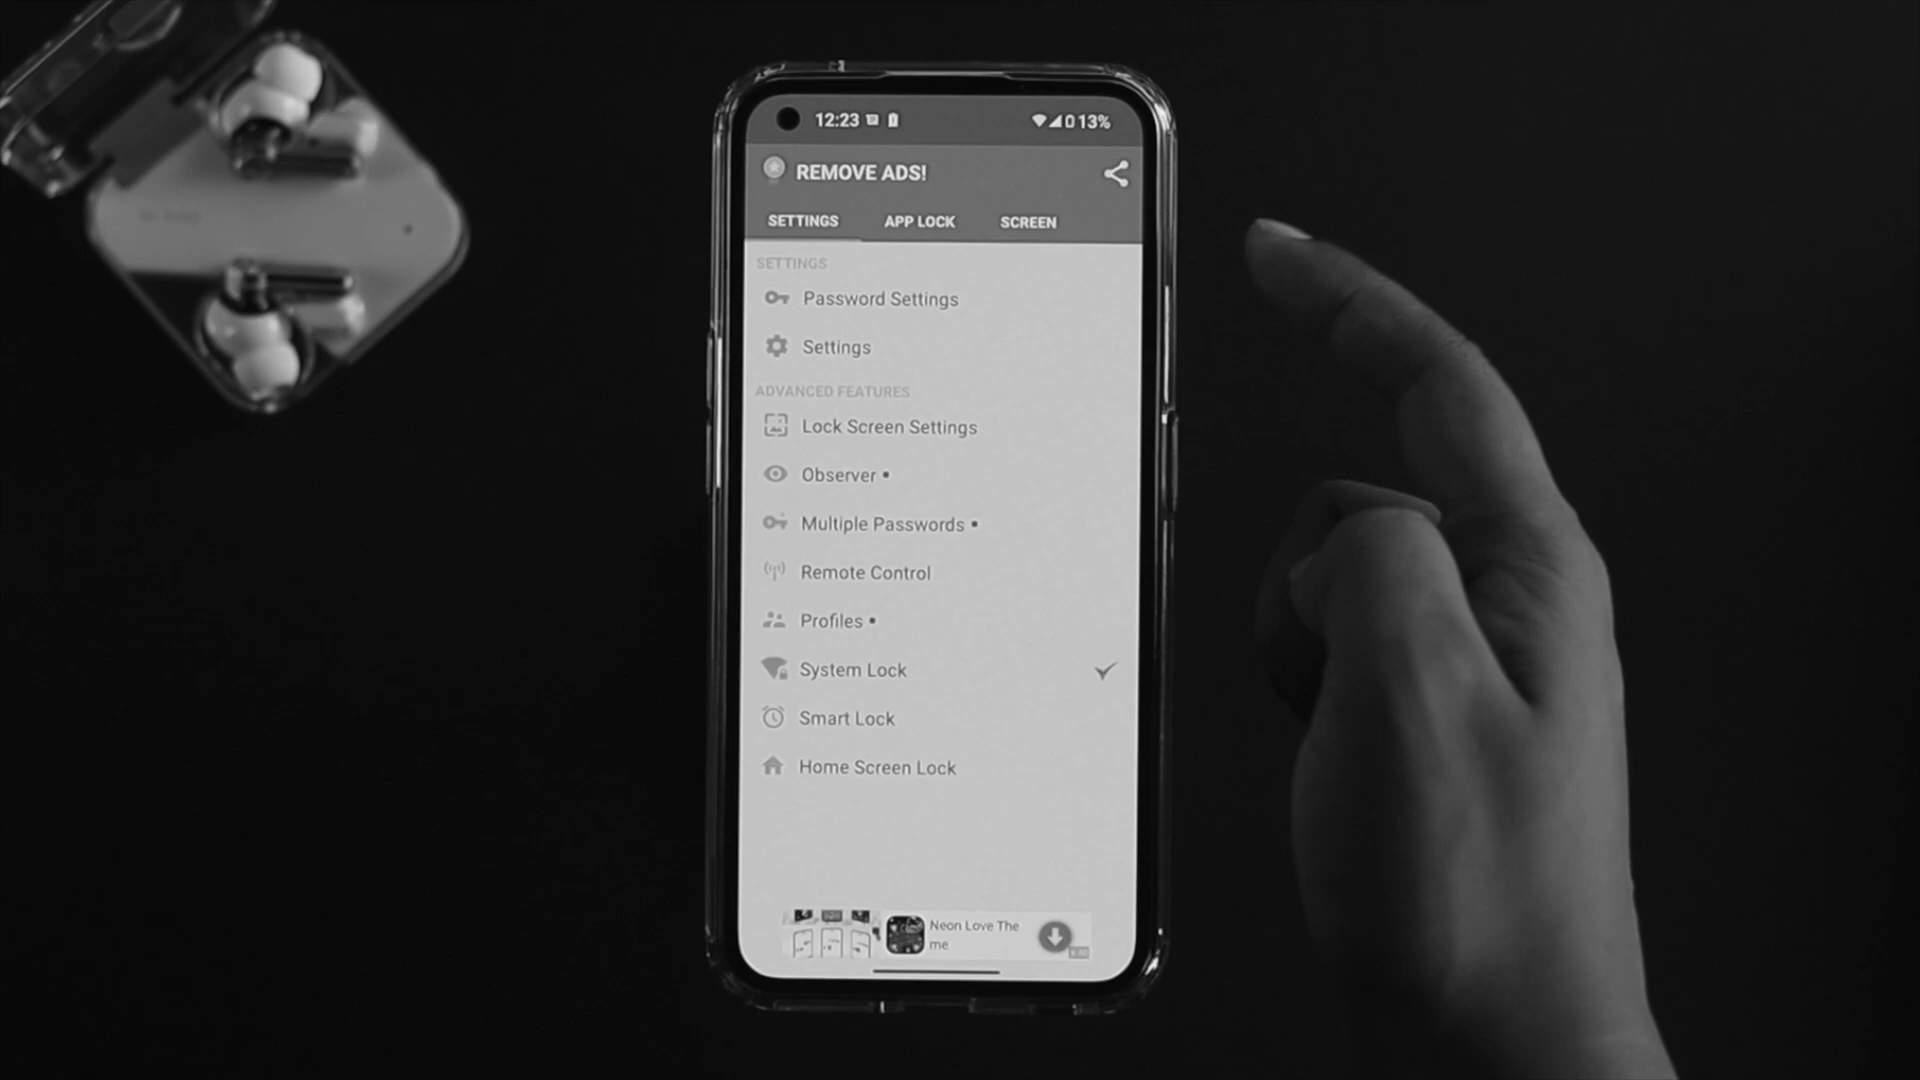 12:23 13%
REMOVE ADS!
SETTINGS APP LOCK SCREEN
SETTINGS
Password Settings
Settings
ADVANCED FEATURES
Lock Screen Settings
Observer •
Multiple Passwords •
Remote Control
Profiles •
System Lock
Smart Lock
Home Screen Lock
Neon Love The
me